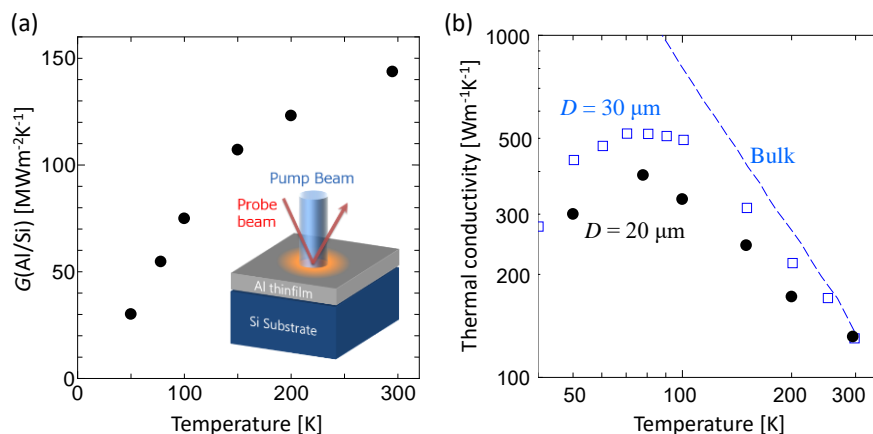 (a)
G(Al/Si) [MWm⁻²K⁻¹]
150
100
50
0
0 100 200 300
Temperature [K]
Pump Beam
Probe
beam
Al thinfilm
Si Substrate
(b)
Thermal conductivity [Wm⁻¹K⁻¹]
1000
500
300
200
100
D = 30 μm
Bulk
D = 20 μm
50 100 200 300
Temperature [K]